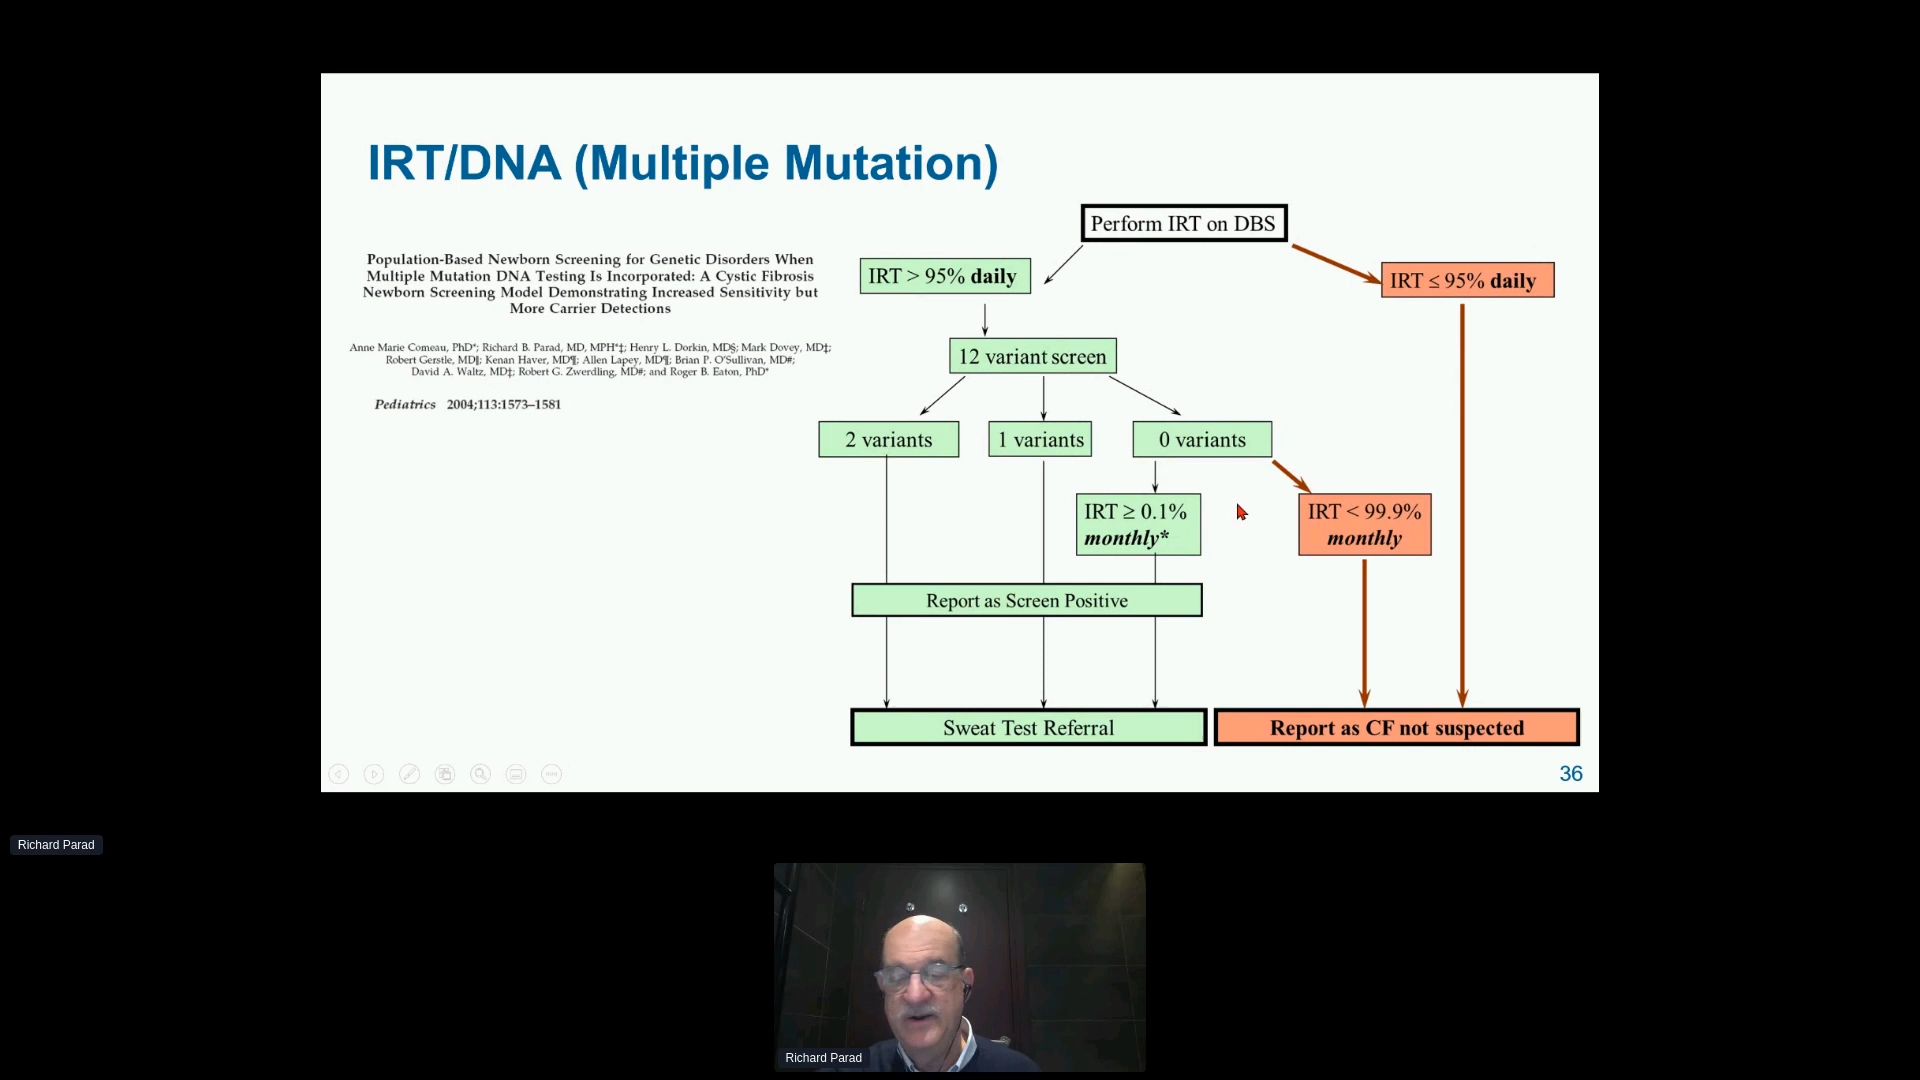 IRT/DNA (Multiple Mutation)
Population-Based Newborn Screening for Genetic Disorders When
Multiple Mutation DNA Testing Is Incorporated: A Cystic Fibrosis
Newborn Screening Model Demonstrating Increased Sensitivity but
More Carrier Detections
Anne Marie Comeau, PhD*; Richard B. Parad, MD, MPH*‡; Henry L. Dorkin, MD§; Mark Dovey, MD‡;
Robert Gerstle, MD∥; Kenan Haver, MD¶; Allen Lapey, MD¶; Brian P. O'Sullivan, MD#;
David A. Waltz, MD‡; Robert G. Zwerdling, MD#; and Roger B. Eaton, PhD*
Pediatrics 2004;113:1573–1581
Perform IRT on DBS
IRT > 95% daily
IRT ≤ 95% daily
12 variant screen
2 variants
1 variants
0 variants
IRT ≥ 0.1%
monthly*
IRT < 99.9%
monthly
Report as Screen Positive
Sweat Test Referral
Report as CF not suspected
36
Richard Parad
Richard Parad